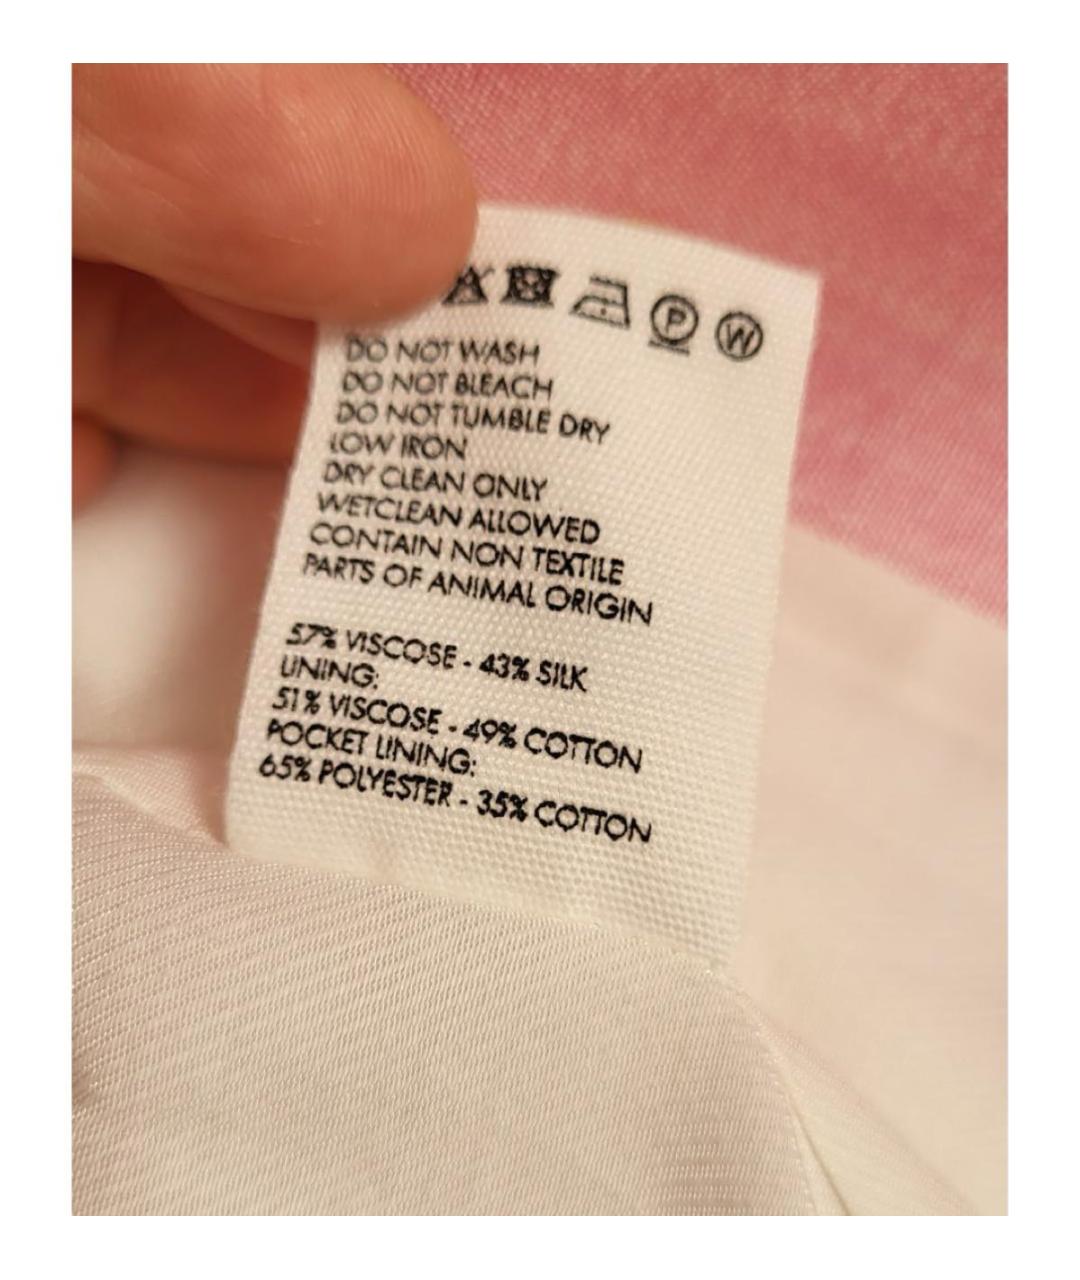 P W
DO NOT WASH
DO NOT BLEACH
DO NOT TUMBLE DRY
LOW IRON
DRY CLEAN ONLY
WETCLEAN ALLOWED
CONTAIN NON TEXTILE
PARTS OF ANIMAL ORIGIN
57% VISCOSE - 43% SILK
LINING:
51% VISCOSE - 49% COTTON
POCKET LINING:
65% POLYESTER - 35% COTTON